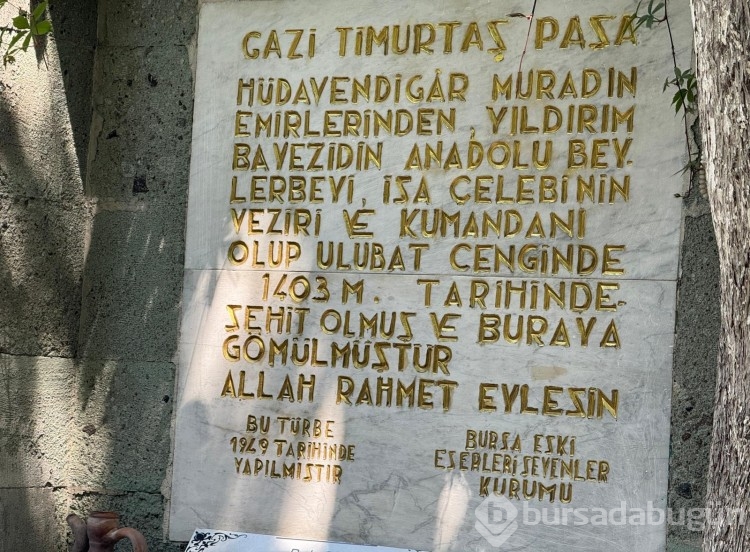 GAZİ TİMURTAŞ PAŞA
HÜDAVENDİGÂR MURADIN
EMİRLERİNDEN, YILDIRIM
BAYEZİDİN ANADOLU BEY-
LERBEYİ, İSA ÇELEBİNİN
VEZİRİ VE KUMANDANI
OLUP ULUBAT CENGİNDE
1403 M. TARİHİNDE
ŞEHİT OLMUŞ VE BURAYA
GÖMÜLMÜŞTÜR
ALLAH RAHMET EYLESİN
BU TÜRBE
1949 TARİHİNDE
YAPILMIŞTIR
BURSA ESKİ
ESERLERİ SEVENLER
KURUMU
bursadabugün